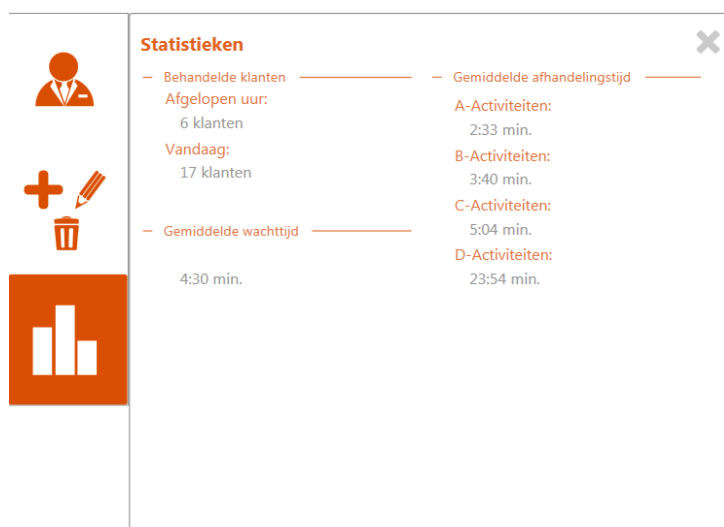 Statistieken
Behandelde klanten
Afgelopen uur:
6 klanten
Vandaag:
17 klanten
Gemiddelde wachttijd
4:30 min.
Gemiddelde afhandelingstijd
A-Activiteiten:
2:33 min.
B-Activiteiten:
3:40 min.
C-Activiteiten:
5:04 min.
D-Activiteiten:
23:54 min.